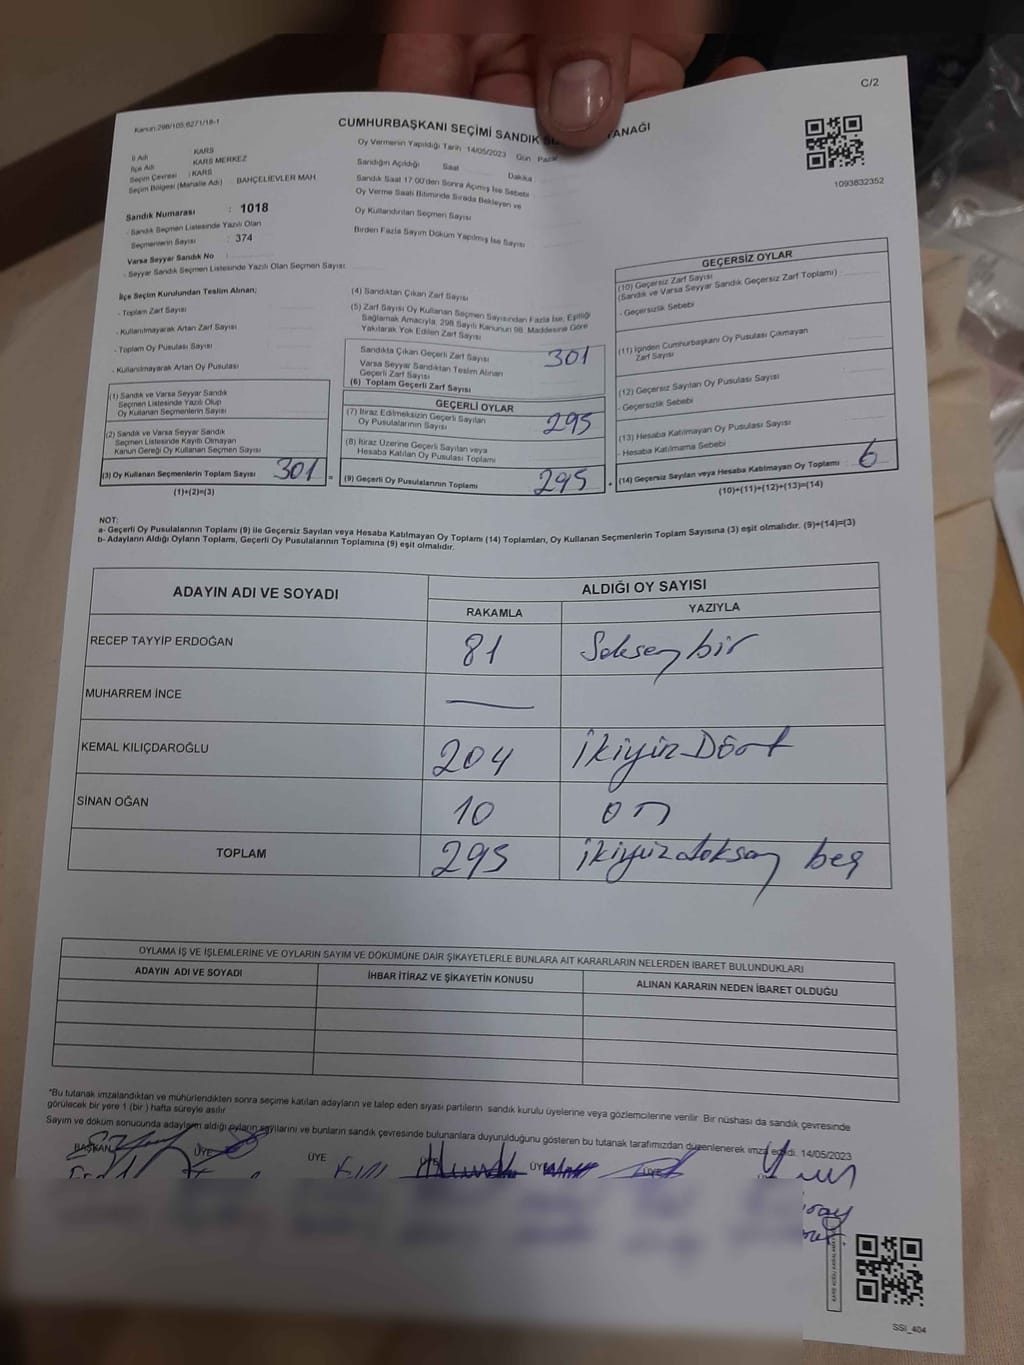 C/2
Kanun:298/105,6271/18-1
CUMHURBAŞKANI SEÇİMİ SANDIK
1093832352
İl Adı : KARS
İlçe Adı : KARS MERKEZ
Seçim Çevresi : KARS
Seçim Bölgesi (Mahalle Adı) : BAHÇELİEVLER MAH
Sandık Numarası : 1018
- Sandık Seçmen Listesinde Yazılı Olan
Seçmenlerin Sayısı : 374
Varsa Seyyar Sandık No :
- Seyyar Sandık Seçmen Listesinde Yazılı Olan Seçmen Sayısı:
Oy Vermenin Yapıldığı Tarih 14/05/2023 Gün Pazar
Sandığın Açıldığı Saat Dakika
Sandık Saat 17:00'den Sonra Açımış İse Sebebi
Oy Verme Saati Bitiminde Sırada Bekleyen ve
Oy Kullandırılan Seçmen Sayısı
Birden Fazla Sayım Döküm Yapılmış İse Sayısı
İlçe Seçim Kurulundan Teslim Alınan;
- Toplam Zarf Sayısı
- Kullanılmayarak Artan Zarf Sayısı
- Toplam Oy Pusulası Sayısı
- Kullanılmayarak Artan Oy Pusulası
(1) Sandık ve Varsa Seyyar Sandık
Seçmen Listesinde Yazılı Olup
Oy Kullanan Seçmenlerin Sayısı
(2) Sandık ve Varsa Seyyar Sandık
Seçmen Listesinde Kayıtlı Olmayan
Kanun Gereği Oy Kullanan Seçmen Sayısı
(3) Oy Kullanan Seçmenlerin Toplam Sayısı 301
(1)+(2)=(3)
(4) Sandıktan Çıkan Zarf Sayısı
(5) Zarf Sayısı Oy Kullanan Seçmen Sayısından Fazla İse, Eşitliği
Sağlamak Amacıyla, 298 Sayılı Kanunun 98. Maddesine Göre
Yakılarak Yok Edilen Zarf Sayısı
Sandıkta Çıkan Geçerli Zarf Sayısı 301
Varsa Seyyar Sandıktan Teslim Alınan
Geçerli Zarf Sayısı
(6) Toplam Geçerli Zarf Sayısı
GEÇERLİ OYLAR
(7) İtiraz Edilmeksizin Geçerli Sayılan
Oy Pusulalarının Sayısı 295
(8) İtiraz Üzerine Geçerli Sayılan veya
Hesaba Katılan Oy Pusulası Toplamı
(9) Geçerli Oy Pusulalarının Toplamı 295
GEÇERSİZ OYLAR
(10) Geçersiz Zarf Sayısı
(Sandık ve Varsa Seyyar Sandık Geçersiz Zarf Toplamı)
- Geçersizlik Sebebi
(11) İçinden Cumhurbaşkanı Oy Pusulası Çıkmayan
Zarf Sayısı
(12) Geçersiz Sayılan Oy Pusulası Sayısı
- Geçersizlik Sebebi
(13) Hesaba Katılmayan Oy Pusulası Sayısı
- Hesaba Katılmama Sebebi
(14) Geçersiz Sayılan veya Hesaba Katılmayan Oy Toplamı 6
(10)+(11)+(12)+(13)=(14)
NOT:
a- Geçerli Oy Pusulalarının Toplamı (9) ile Geçersiz Sayılan veya Hesaba Katılmayan Oy Toplamı (14) Toplamları, Oy Kullanan Seçmenlerin Toplam Sayısına (3) eşit olmalıdır. (9)+(14)=(3)
b- Adayların Aldığı Oyların Toplamı, Geçerli Oy Pusulalarının Toplamına (9) eşit olmalıdır.
ADAYIN ADI VE SOYADI
ALDIĞI OY SAYISI
RAKAMLA YAZIYLA
RECEP TAYYİP ERDOĞAN 81 Seksen bir
MUHARREM İNCE —
KEMAL KILIÇDAROĞLU 204 ikiyüz Dört
SİNAN OĞAN 10 on
TOPLAM 295 ikiyüzdoksan beş
OYLAMA İŞ VE İŞLEMLERİNE VE OYLARIN SAYIM VE DÖKÜMÜNE DAİR ŞİKAYETLERLE BUNLARA AİT KARARLARIN NELERDEN İBARET BULUNDUKLARI
ADAYIN ADI VE SOYADI İHBAR İTİRAZ VE ŞİKAYETİN KONUSU ALINAN KARARIN NEDEN İBARET OLDUĞU
*Bu tutanak imzalandıktan ve mühürlendikten sonra seçime katılan adayların ve talep eden siyasi partilerin sandık kurulu üyelerine veya gözlemcilerine verilir. Bir nüshası da sandık çevresinde
görülecek bir yere 1 (bir ) hafta süreyle asılır
Sayım ve döküm sonucunda adayların aldığı oyların sayılarını ve bunların sandık çevresinde bulunanlara duyurulduğunu gösteren bu tutanak tarafımızdan düzenlenerek imza edildi. 14/05/2023
BAŞKAN ÜYE ÜYE ÜYE ÜYE ÜYE
SSİ_404